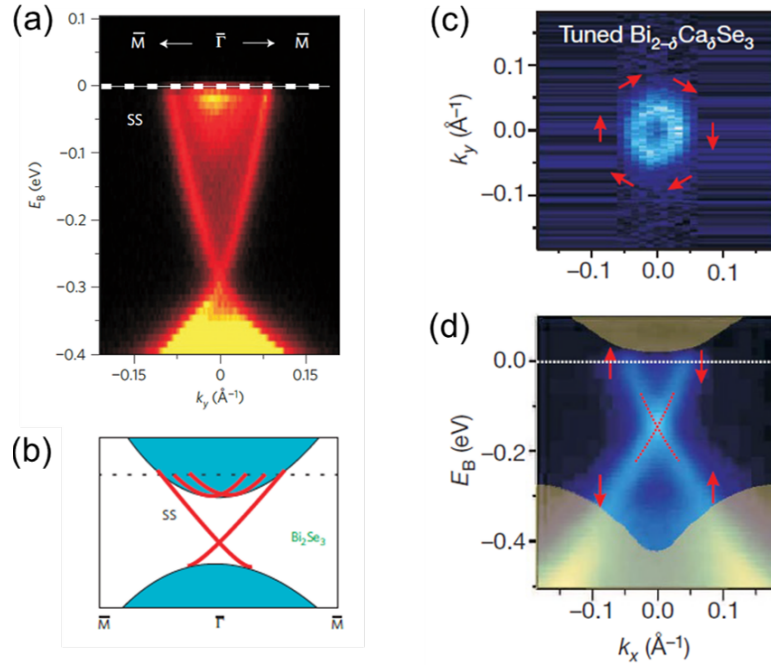 (a)
0.1
M̄ ← Γ̄ → M̄
0
SS
−0.1
E_B (eV)
−0.2
−0.3
−0.4
−0.15 0 0.15
k_y (Å⁻¹)
(b)
SS
Bi₂Se₃
M̄ Γ̄ M̄
(c)
Tuned Bi₂₋δCaδSe₃
0.1
k_y (Å⁻¹)
0.0
−0.1
−0.1 0.0 0.1
(d)
0.0
E_B (eV)
−0.2
−0.4
−0.1 0.0 0.1
k_x (Å⁻¹)